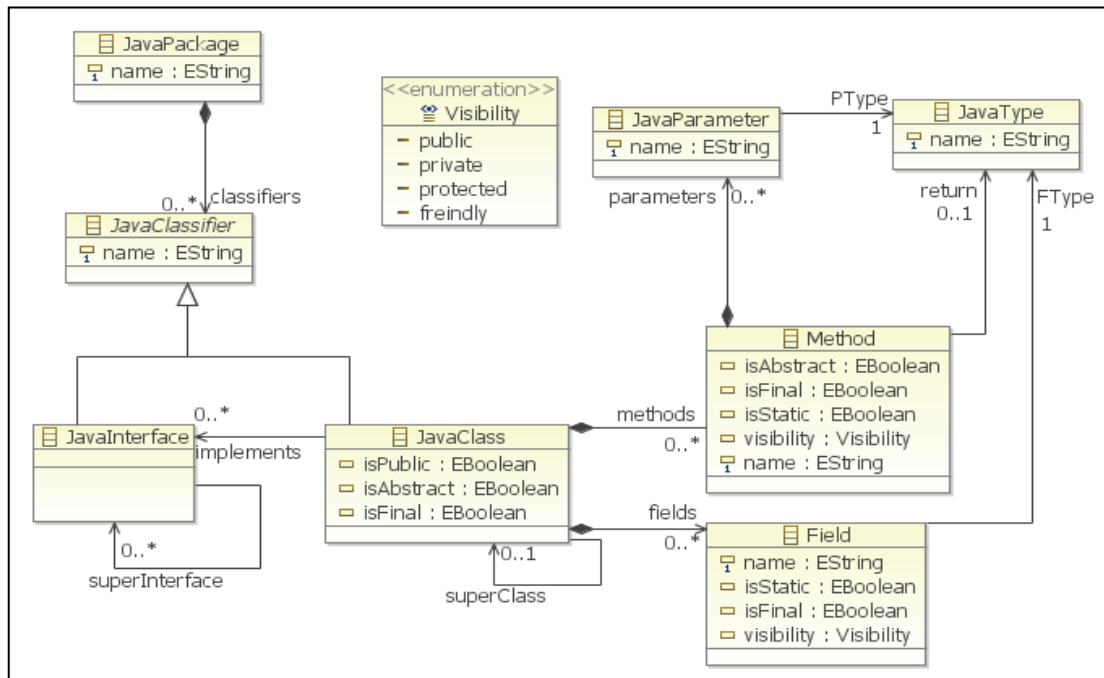 JavaPackage
name : EString
0..*
classifiers
JavaClassifier
name : EString
<<enumeration>>
Visibility
public
private
protected
freindly
JavaParameter
name : EString
PType
1
JavaType
name : EString
parameters
0..*
return
0..1
FType
1
Method
isAbstract : EBoolean
isFinal : EBoolean
isStatic : EBoolean
visibility : Visibility
name : EString
JavaInterface
0..*
implements
0..*
superInterface
JavaClass
isPublic : EBoolean
isAbstract : EBoolean
isFinal : EBoolean
0..1
superClass
methods
0..*
fields
0..*
Field
name : EString
isStatic : EBoolean
isFinal : EBoolean
visibility : Visibility